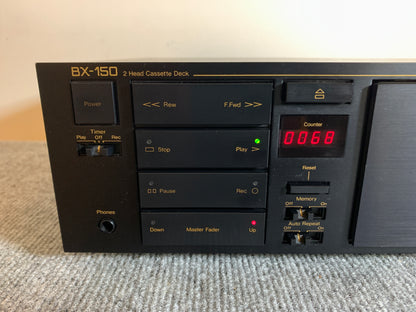 BX-150 2 Head Cassette Deck
Power
<< Rew F.Fwd >>
Counter
0068
Timer
Play Off Rec
Stop Play >
Reset
Pause Rec
Memory
Off On
Phones
Auto Repeat
Off On
Down Master Fader Up